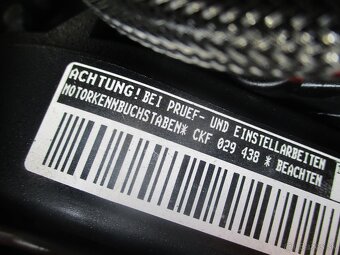 ACHTUNG! BEI PRUEF- UND EINSTELLARBEITEN
MOTORKENNBUCHSTABEN* CKF 029 438 * BEACHTEN